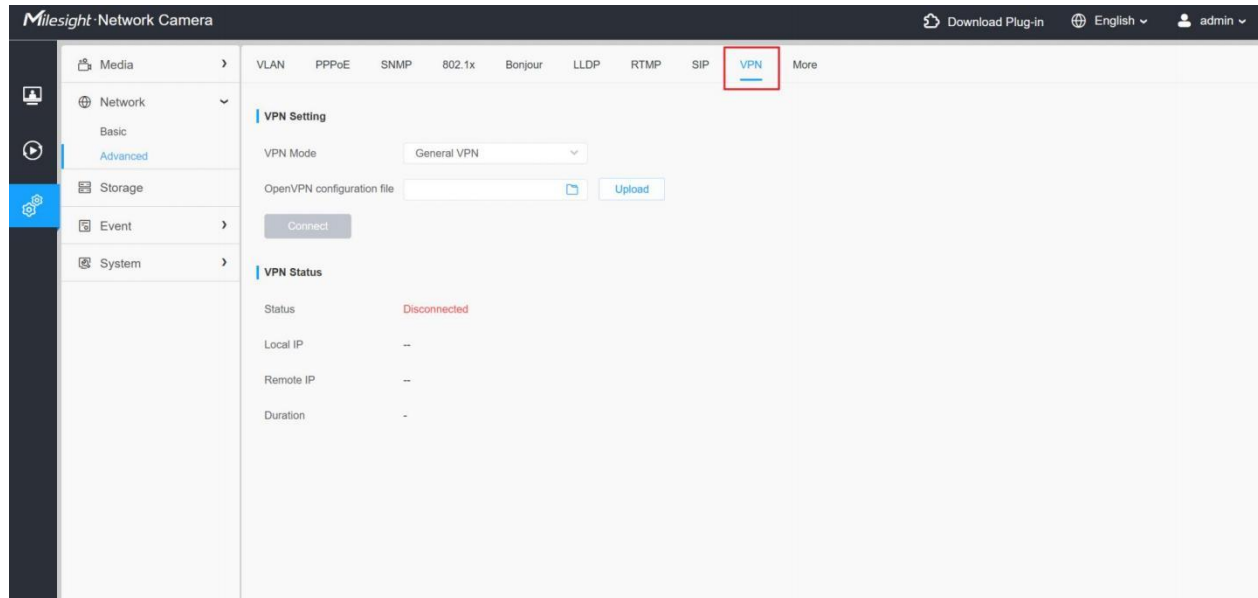 Milesight·Network Camera
Download Plug-in
English
admin
Media
Network
Basic
Advanced
Storage
Event
System
VLAN PPPoE SNMP 802.1x Bonjour LLDP RTMP SIP VPN More
VPN Setting
VPN Mode General VPN
OpenVPN configuration file Upload
Connect
VPN Status
Status Disconnected
Local IP --
Remote IP --
Duration -